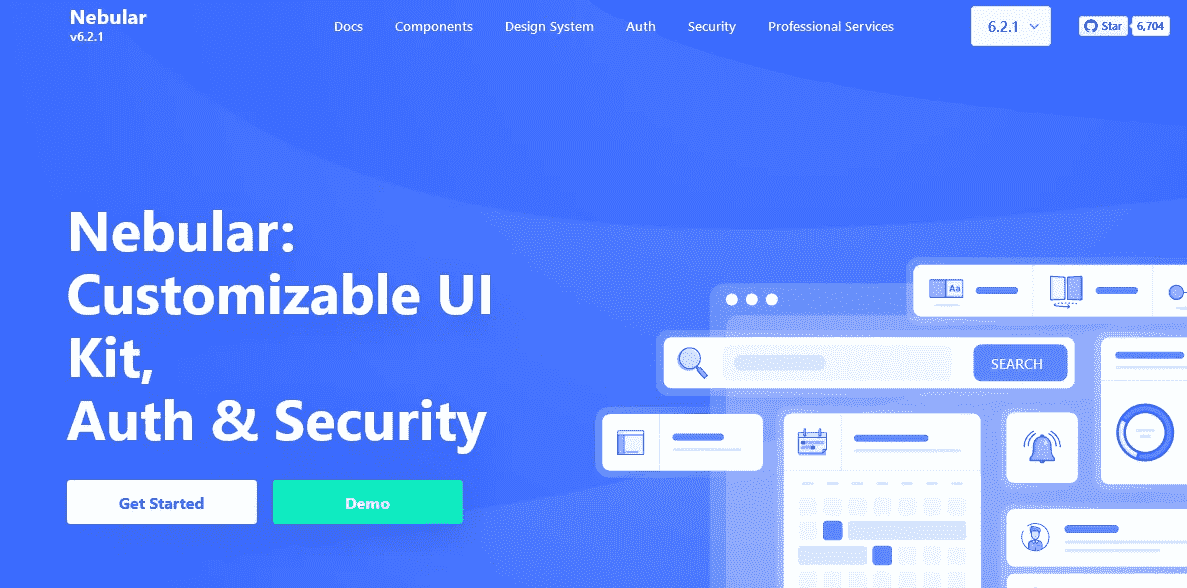 Nebular
v6.2.1
Docs
Components
Design System
Auth
Security
Professional Services
6.2.1
Star
6,704
Nebular:
Customizable UI
Kit,
Auth & Security
Get Started
Demo
Aa
SEARCH